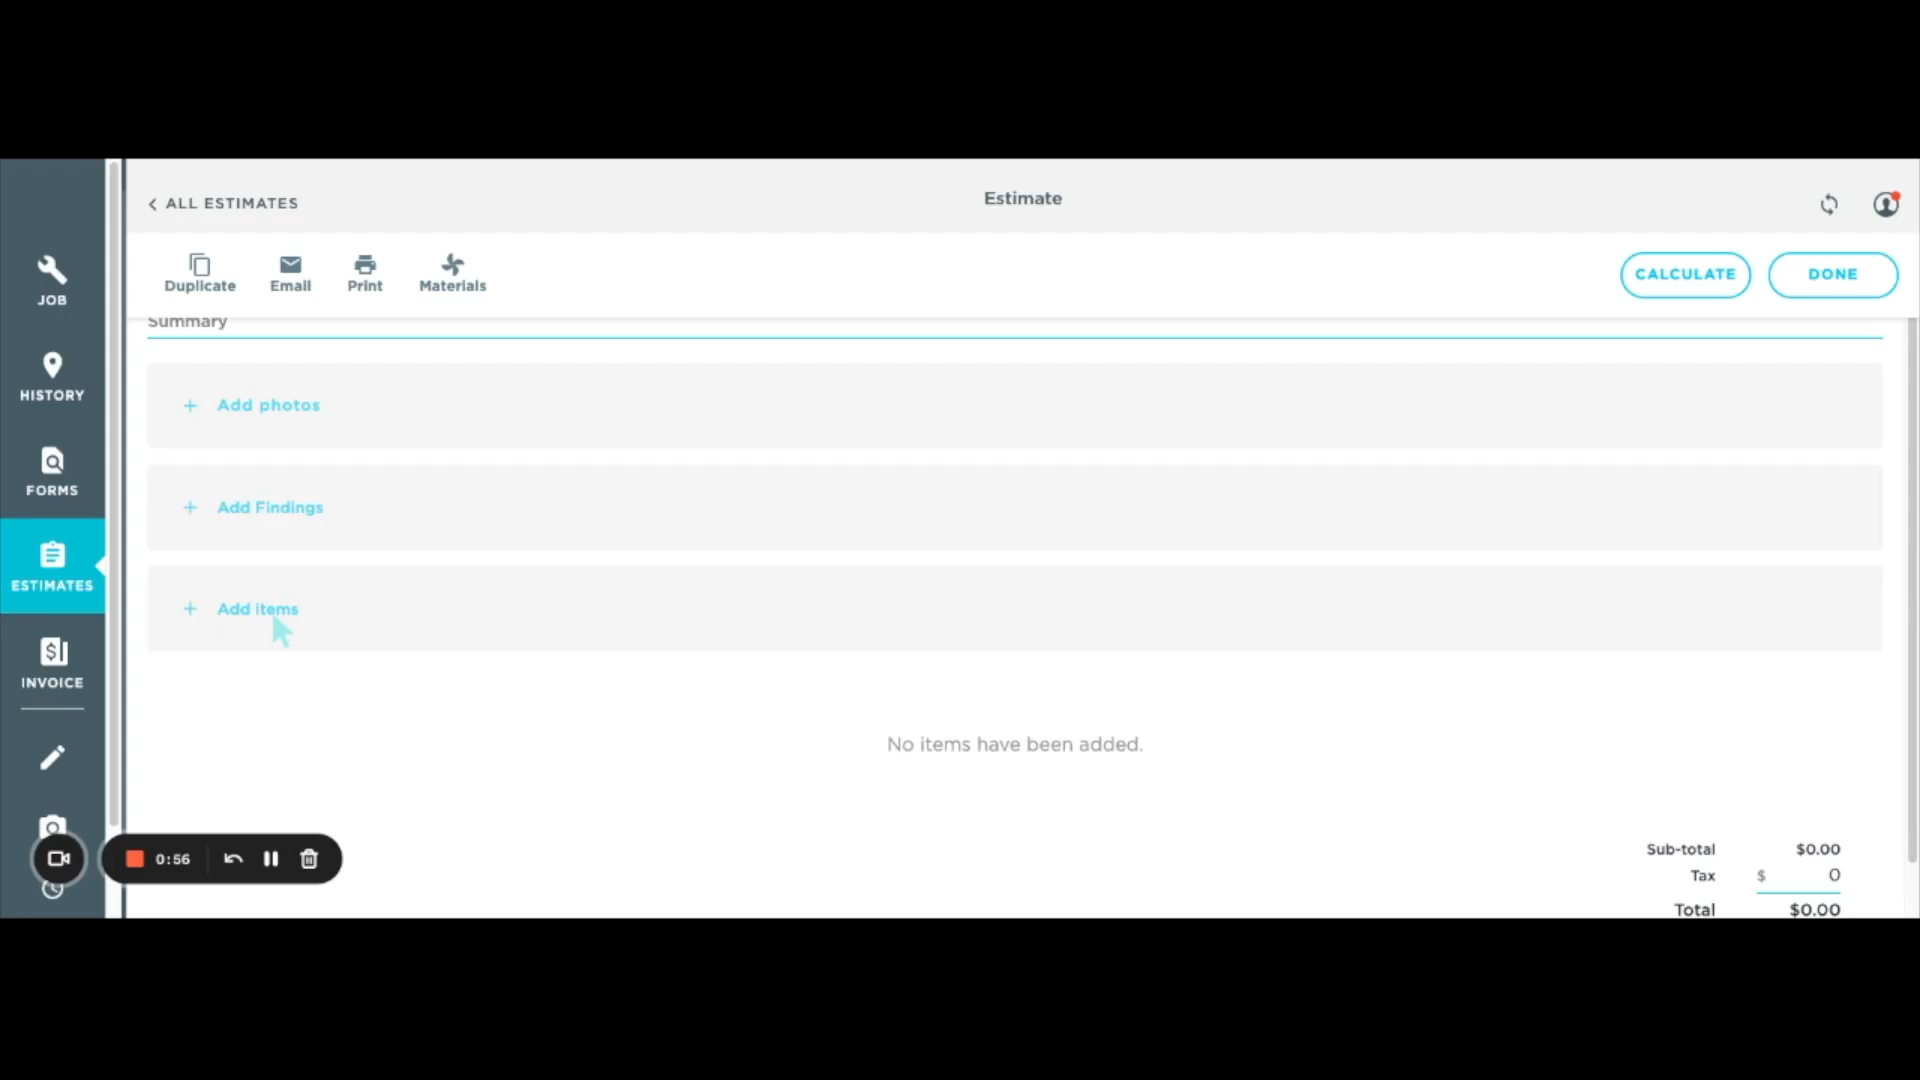 ALL ESTIMATES
Estimate
Duplicate
Email
Print
Materials
CALCULATE
DONE
JOB
HISTORY
FORMS
ESTIMATES
INVOICE
Summary
+ Add photos
+ Add Findings
+ Add items
No items have been added.
Sub-total $0.00
Tax $ 0
Total $0.00
0:56